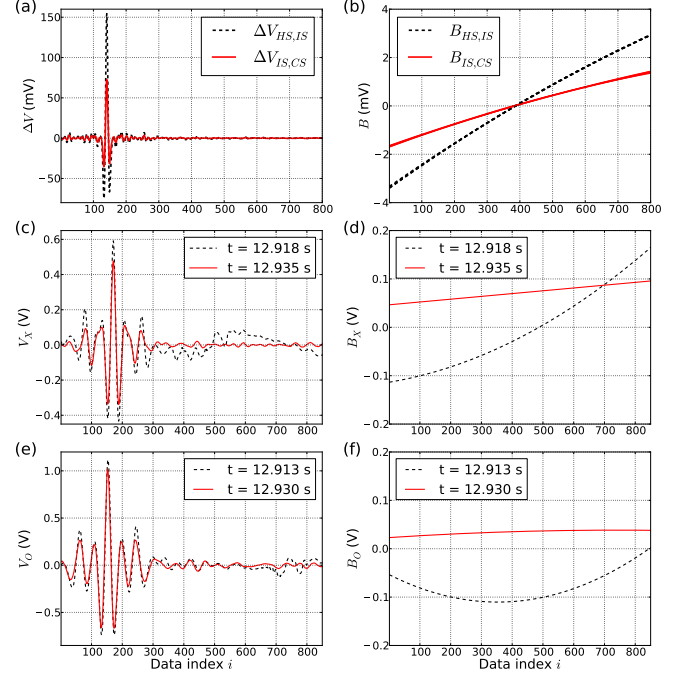 (a)
ΔV (mV)
150
100
50
0
−50
100 200 300 400 500 600 700 800
ΔV_{HS,IS}
ΔV_{IS,CS}
(b)
B (mV)
4
2
0
−2
−4
100 200 300 400 500 600 700 800
B_{HS,IS}
B_{IS,CS}
(c)
V_X (V)
0.6
0.4
0.2
0.0
−0.2
−0.4
100 200 300 400 500 600 700 800
t = 12.918 s
t = 12.935 s
(d)
B_X (V)
0.2
0.1
0.0
−0.1
−0.2
100 200 300 400 500 600 700 800
t = 12.918 s
t = 12.935 s
(e)
V_O (V)
1.0
0.5
0.0
−0.5
100 200 300 400 500 600 700 800
Data index i
t = 12.913 s
t = 12.930 s
(f)
B_O (V)
0.2
0.1
0.0
−0.1
−0.2
100 200 300 400 500 600 700 800
Data index i
t = 12.913 s
t = 12.930 s